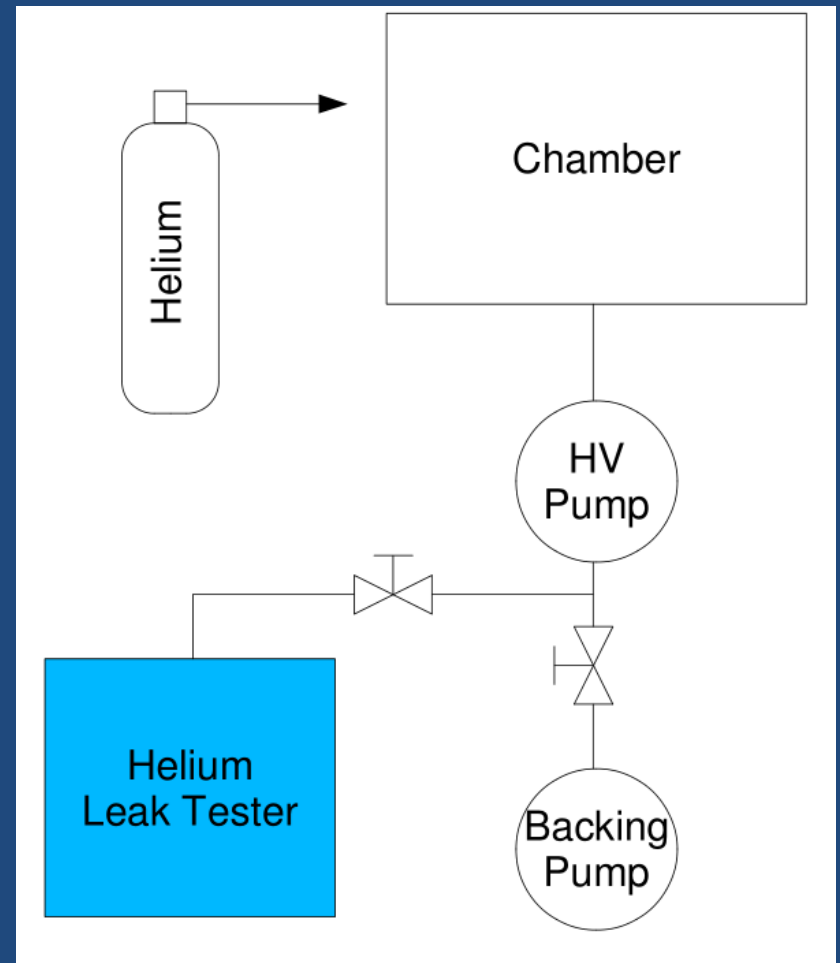 Helium
Chamber
HV
Pump
Helium
Leak Tester
Backing
Pump